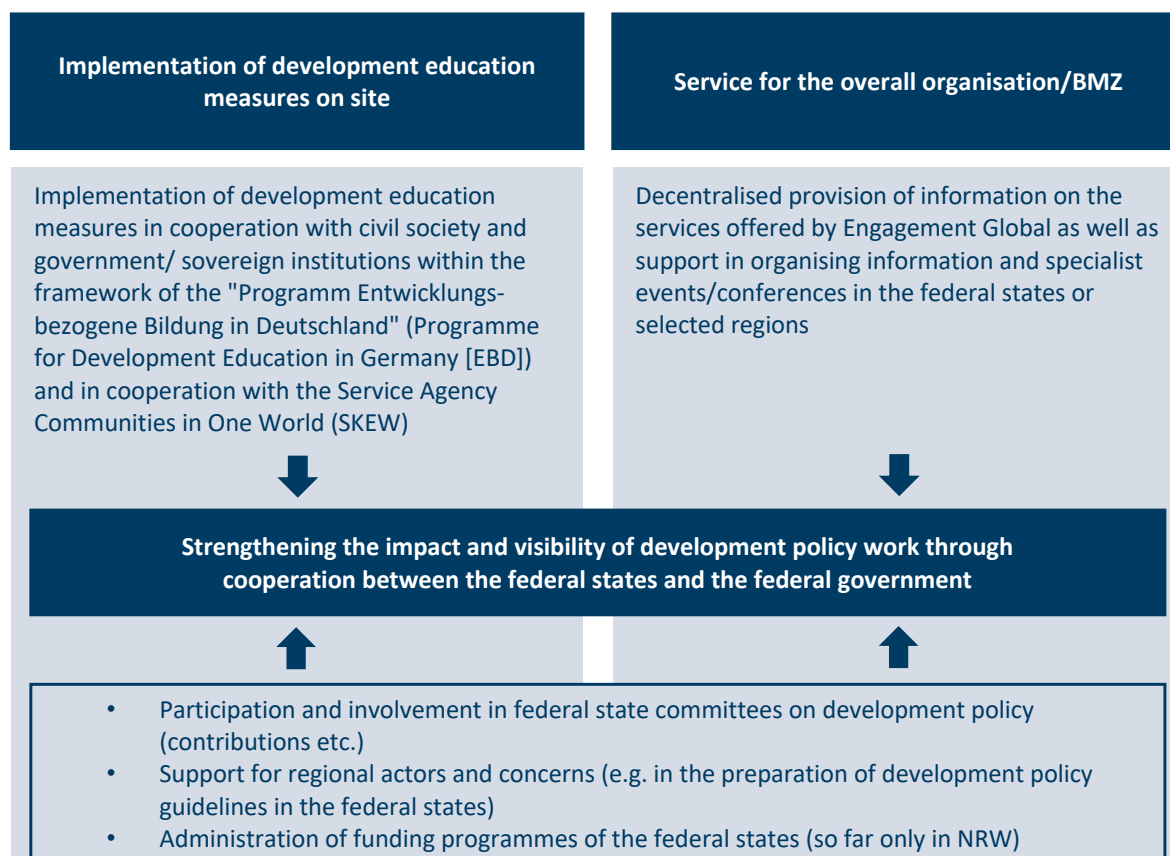 Implementation of development education
measures on site
Service for the overall organisation/BMZ
Implementation of development education
measures in cooperation with civil society and
government/ sovereign institutions within the
framework of the "Programm Entwicklungs-
bezogene Bildung in Deutschland" (Programme
for Development Education in Germany [EBD])
and in cooperation with the Service Agency
Communities in One World (SKEW)
Decentralised provision of information on the
services offered by Engagement Global as well as
support in organising information and specialist
events/conferences in the federal states or
selected regions
Strengthening the impact and visibility of development policy work through
cooperation between the federal states and the federal government
• Participation and involvement in federal state committees on development policy
(contributions etc.)
• Support for regional actors and concerns (e.g. in the preparation of development policy
guidelines in the federal states)
• Administration of funding programmes of the federal states (so far only in NRW)